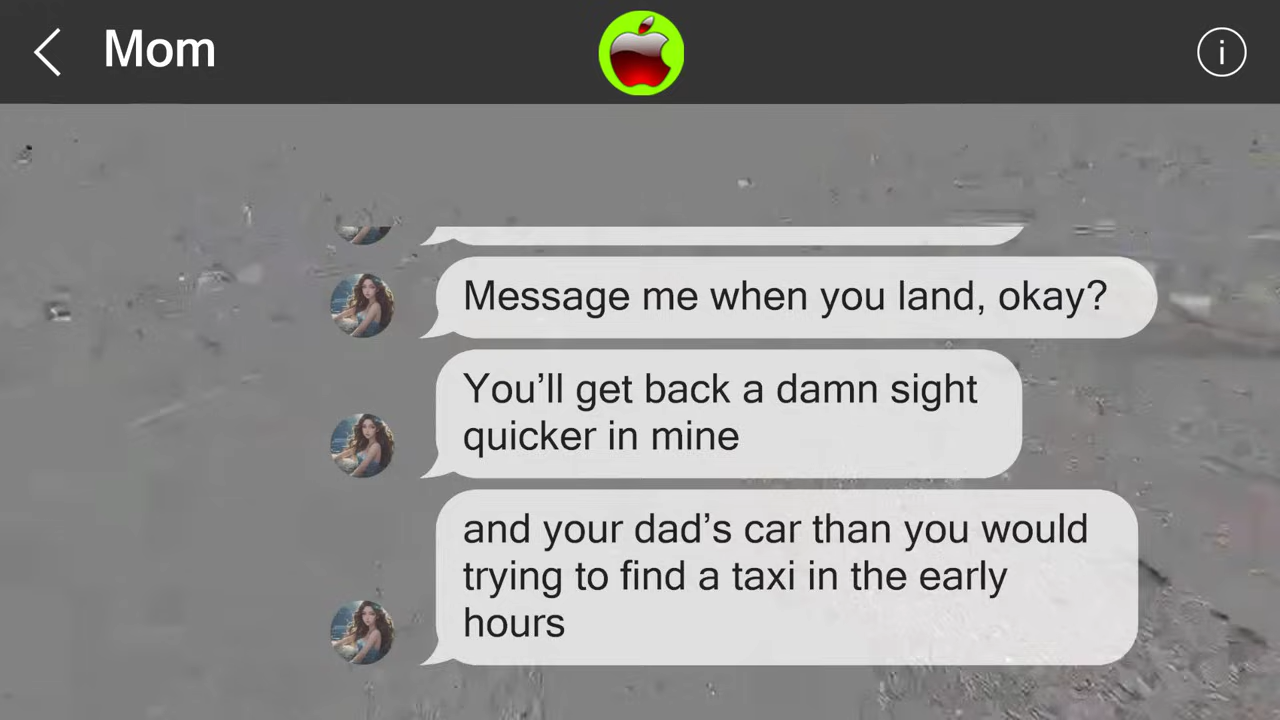 Mom
Message me when you land, okay?
You’ll get back a damn sight
quicker in mine
and your dad’s car than you would
trying to find a taxi in the early
hours